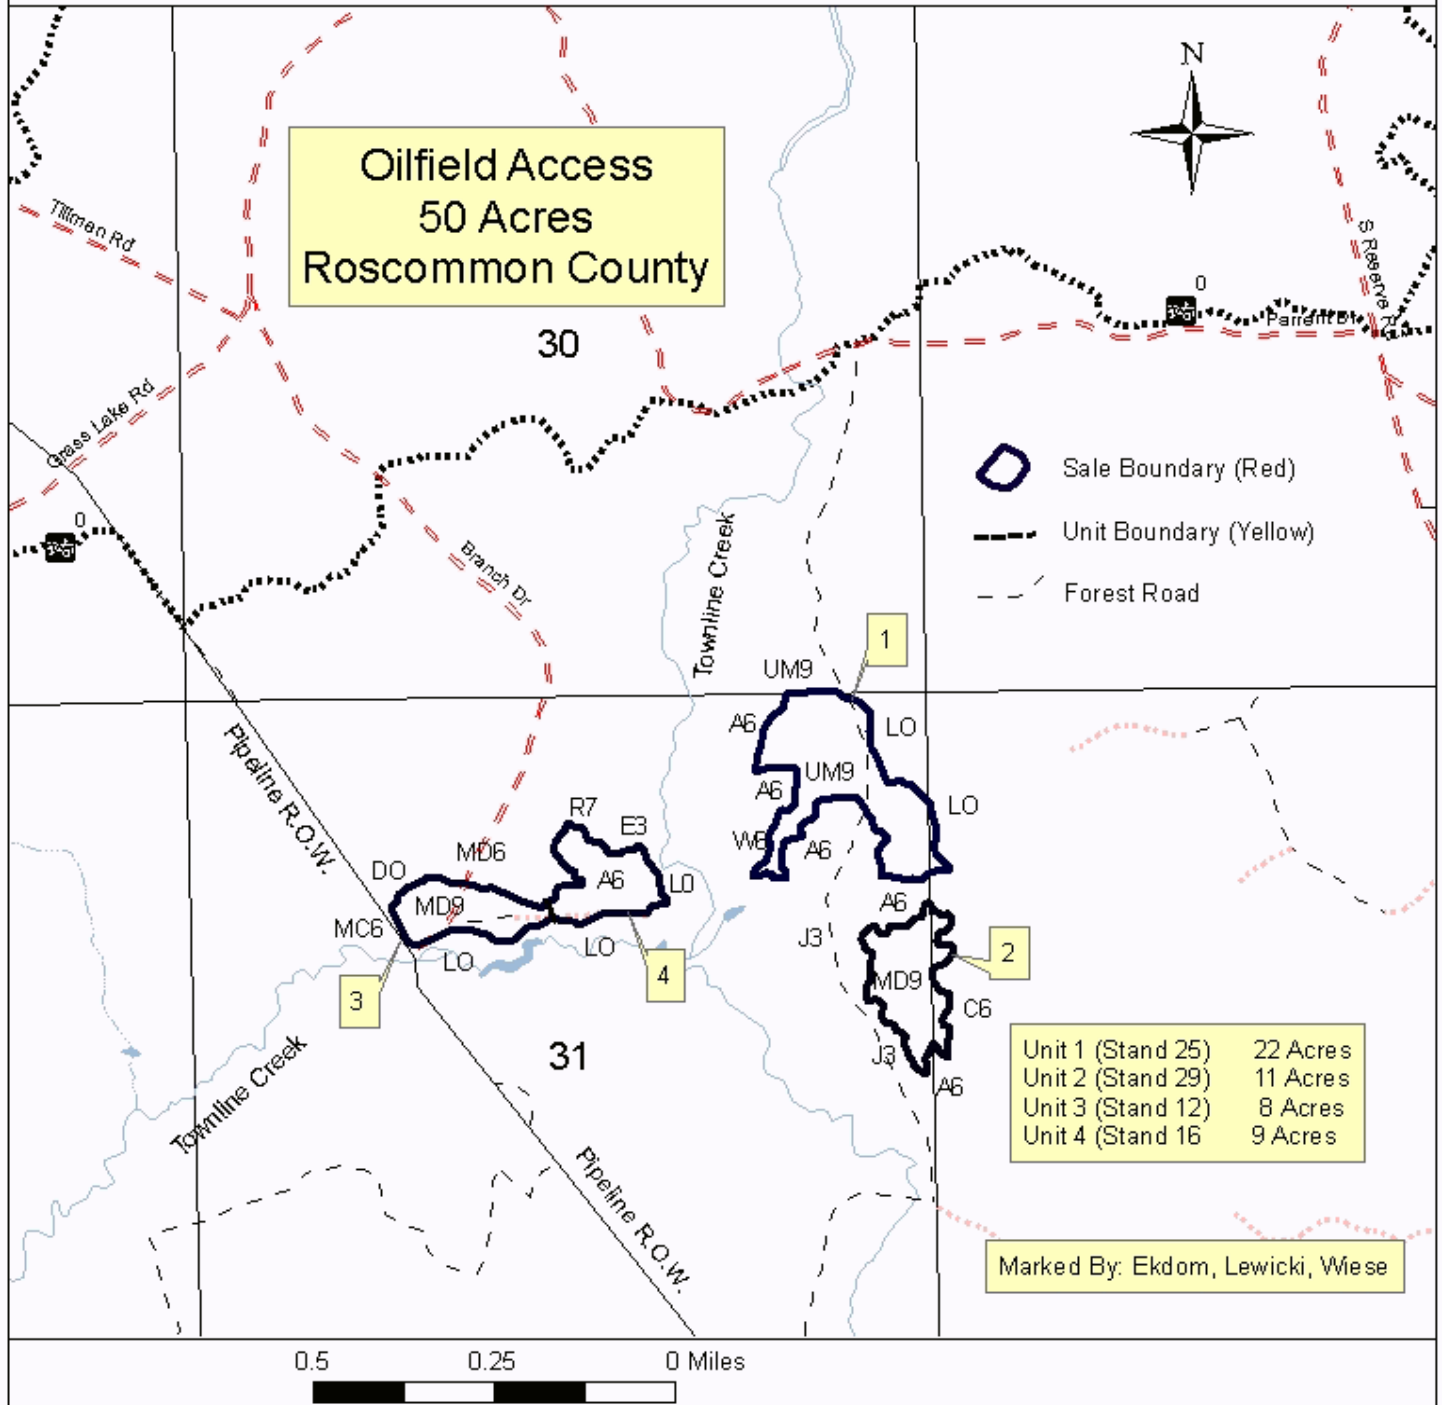 N
Oilfield Access
50 Acres
Roscommon County
Tillman Rd
S Reserve R
0
Parrent Dr
30
Grass Lake Rd
0
Sale Boundary (Red)
Unit Boundary (Yellow)
Forest Road
Branch Dr
Townline Creek
1
UM9
A6
LO
UM9
A6
LO
W6
A6
Pipeline R.O.W.
R7
E3
MD6
DO
A6
LO
MD9
MC6
A6
J3
LO
LO
2
3
4
MD9
C6
31
J3
A6
Townline Creek
Unit 1 (Stand 25) 22 Acres
Unit 2 (Stand 29) 11 Acres
Unit 3 (Stand 12) 8 Acres
Unit 4 (Stand 16 9 Acres
Pipeline R.O.W.
Marked By: Ekdom, Lewicki, Wiese
0.5 0.25 0 Miles